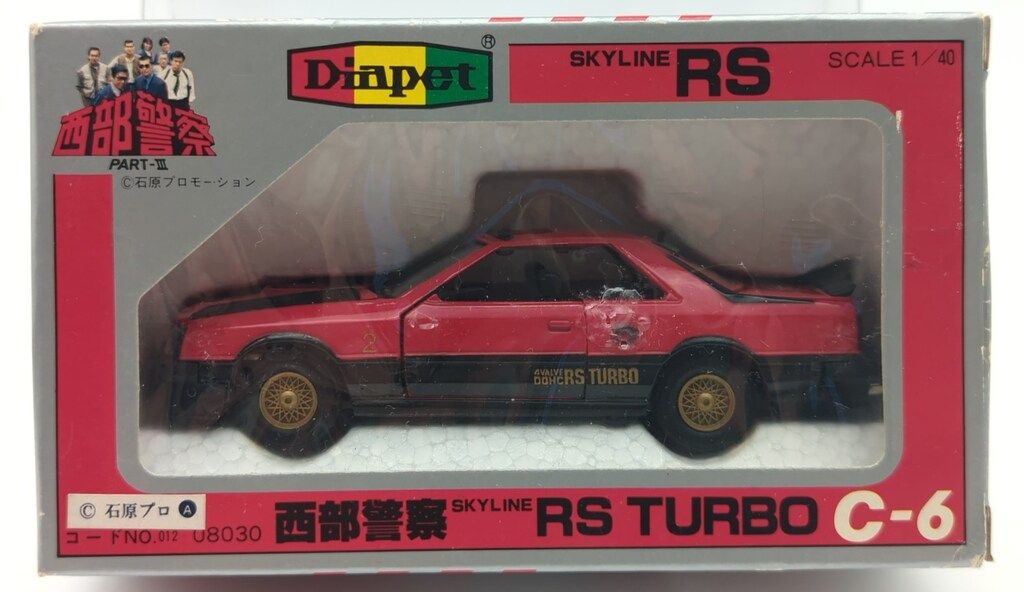 西部警察
PART-III
©石原プロモーション
Diapet®
SKYLINE RS
SCALE 1/40
2
4VALVE DOHC RS TURBO
© 石原プロ A
コードNO.012 08030
西部警察 SKYLINE RS TURBO C-6